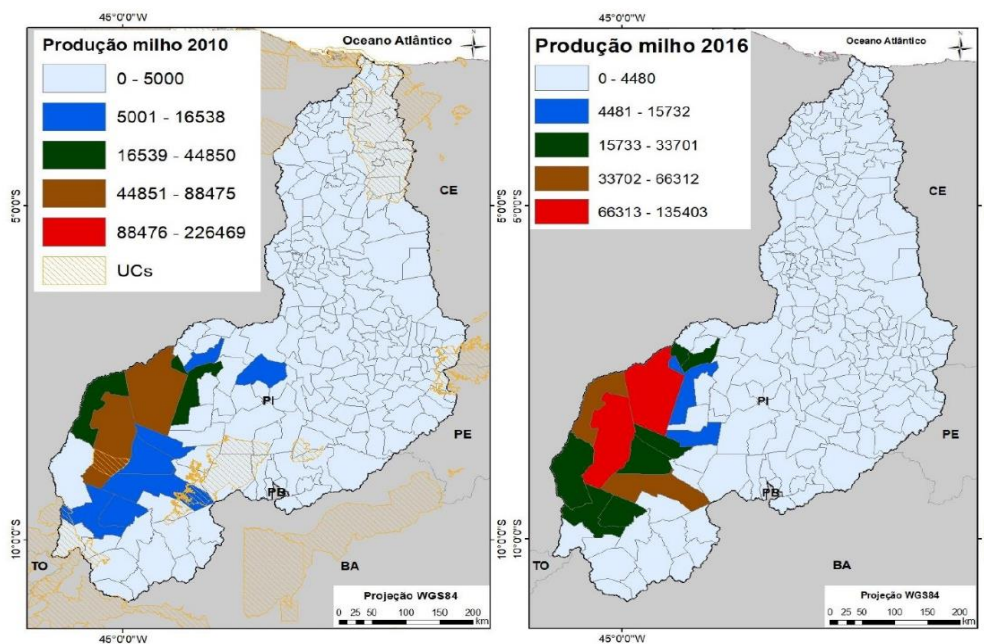 45°0'0"W
Produção milho 2010
0 - 5000
5001 - 16538
16539 - 44850
44851 - 88475
88476 - 226469
UCs
Oceano Atlântico
CE
5°0'0"S
PI
PE
PB
10°0'0"S
TO
BA
Projeção WGS84
0 25 50 100 150 200
km
45°0'0"W
45°0'0"W
Produção milho 2016
0 - 4480
4481 - 15732
15733 - 33701
33702 - 66312
66313 - 135403
Oceano Atlântico
CE
5°0'0"S
PI
PE
PB
10°0'0"S
TO
BA
Projeção WGS84
0 25 50 100 150 200
km
45°0'0"W